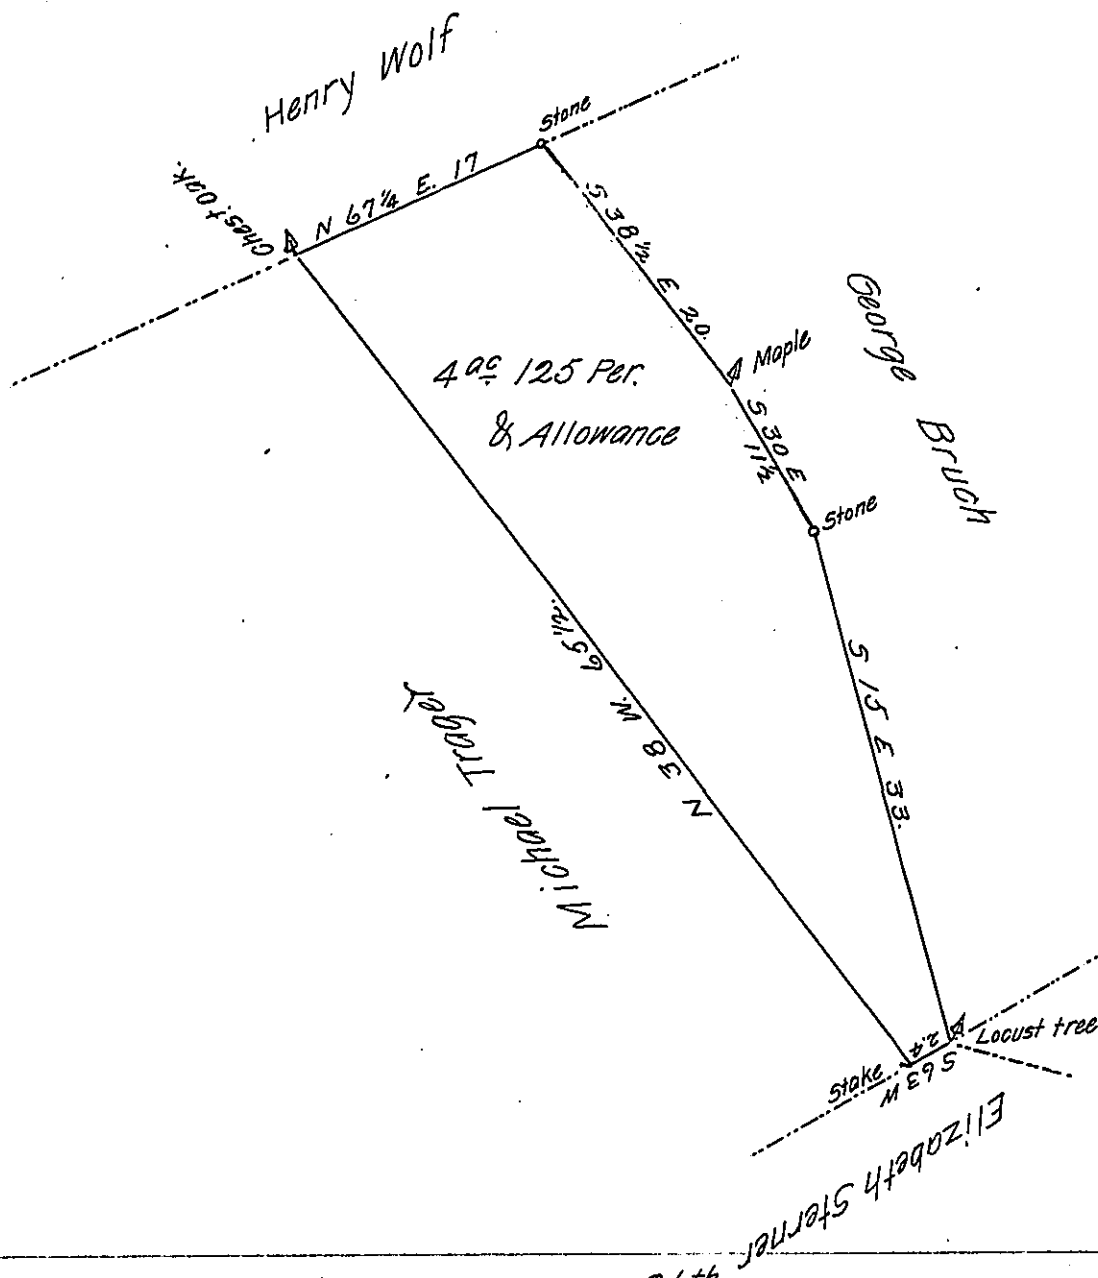 Henry Wolf
Stone
Chest oak.
N 67¼ E. 17
S 38½ E 20.
George Bruch
Maple
4 ac 125 Per.
& Allowance
S 30 E
11½
Stone
N 38 W. 65½.
Michael Trager
S 15 E 33.
Locust tree
S 63 W
2.4
Stake
Elizabeth Sterner